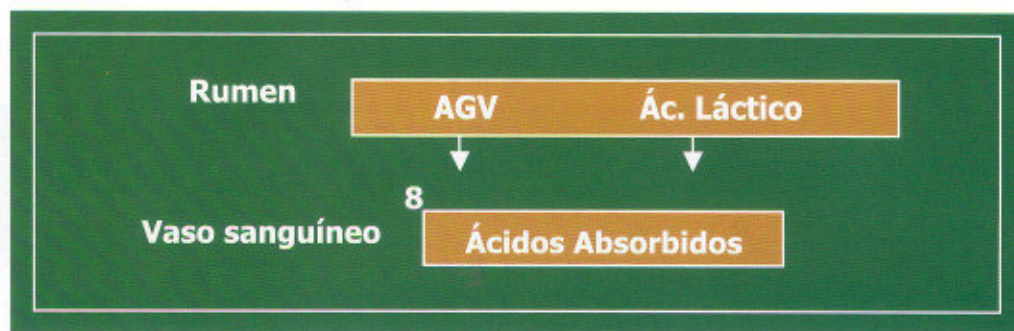 Rumen
AGV Ác. Láctico
8
Vaso sanguíneo
Ácidos Absorbidos